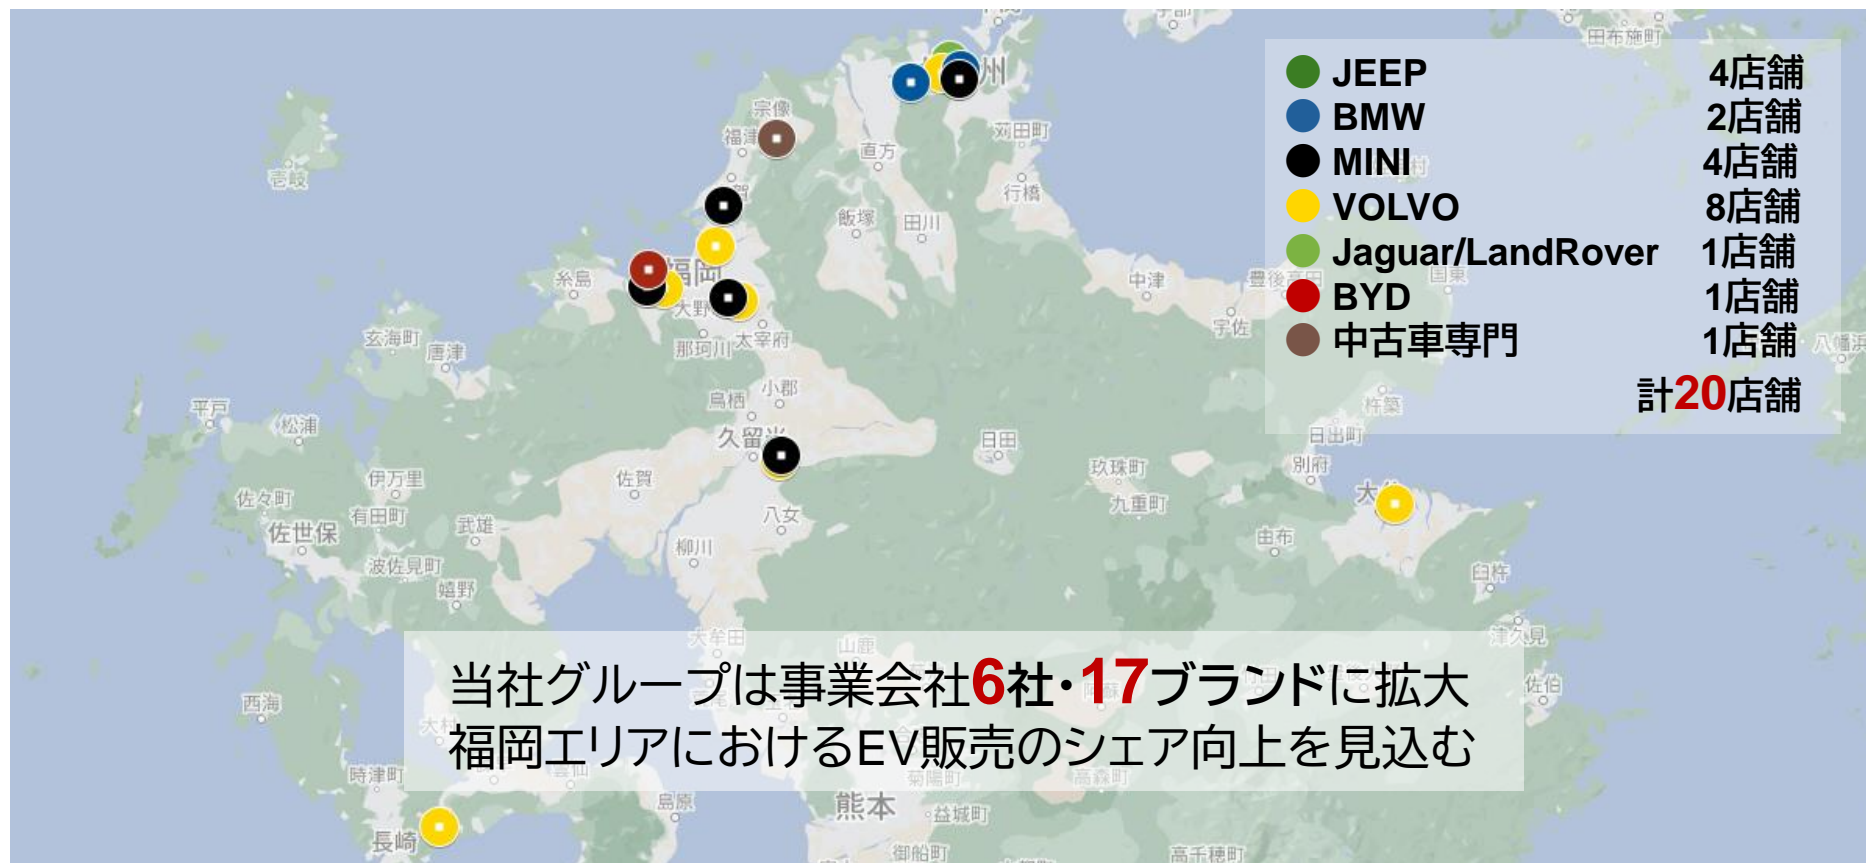 田布施町
JEEP 4店舗
BMW 2店舗
MINI 4店舗
VOLVO 8店舗
Jaguar/LandRover 1店舗
BYD 1店舗
中古車専門 1店舗
計20店舗
州
宗像
苅田町
福津
直方
壱岐
行橋
飯塚
田川
福岡
糸島
中津
国東
宇佐
太宰府
那珂川
玄海町
唐津
八幡浜
小郡
鳥栖
杵築
平戸
松浦
日田
日出町
別府
玖珠町
九重町
佐賀
伊万里
佐々町
有田町
武雄
八女
佐世保
柳川
由布
波佐見町
嬉野
臼杵
大牟田
山鹿
津久見
当社グループは事業会社6社・17ブランドに拡大
福岡エリアにおけるEV販売のシェア向上を見込む
佐伯
西海
時津町
菊陽町
高森町
島原
熊本
益城町
長崎
御船町
高千穂町